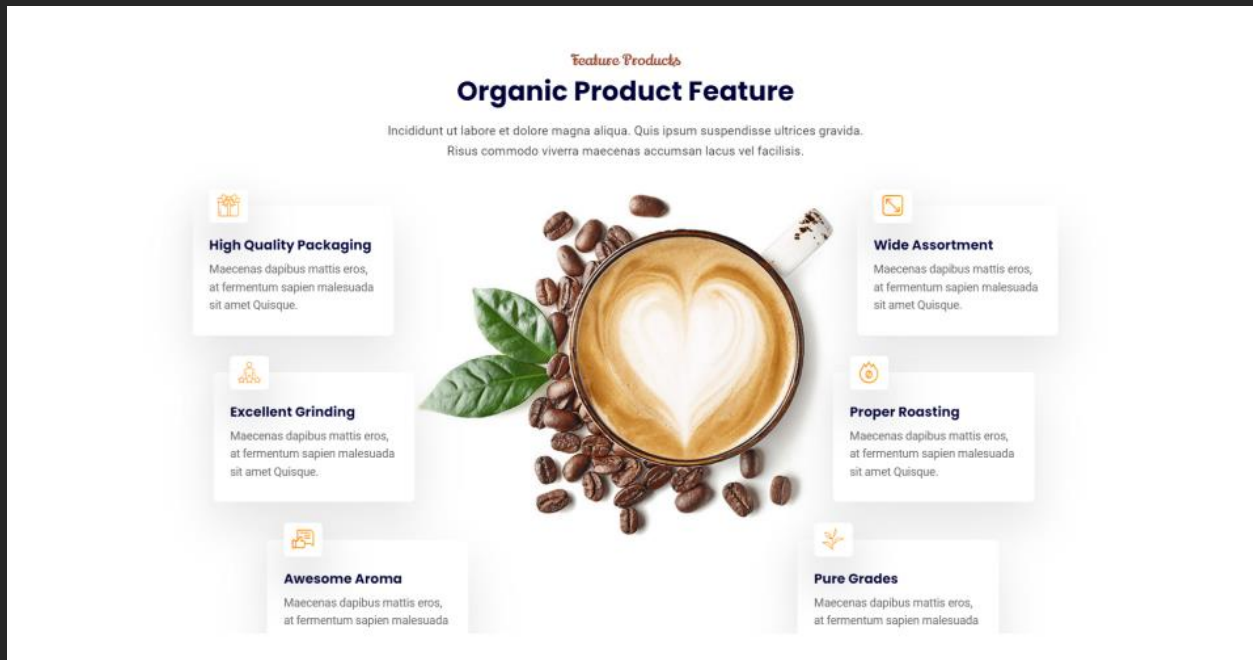 Feature Products
Organic Product Feature
Incididunt ut labore et dolore magna aliqua. Quis ipsum suspendisse ultrices gravida.
Risus commodo viverra maecenas accumsan lacus vel facilisis.
High Quality Packaging
Maecenas dapibus mattis eros,
at fermentum sapien malesuada
sit amet Quisque.
Wide Assortment
Maecenas dapibus mattis eros,
at fermentum sapien malesuada
sit amet Quisque.
Excellent Grinding
Maecenas dapibus mattis eros,
at fermentum sapien malesuada
sit amet Quisque.
Proper Roasting
Maecenas dapibus mattis eros,
at fermentum sapien malesuada
sit amet Quisque.
Awesome Aroma
Maecenas dapibus mattis eros,
at fermentum sapien malesuada
Pure Grades
Maecenas dapibus mattis eros,
at fermentum sapien malesuada